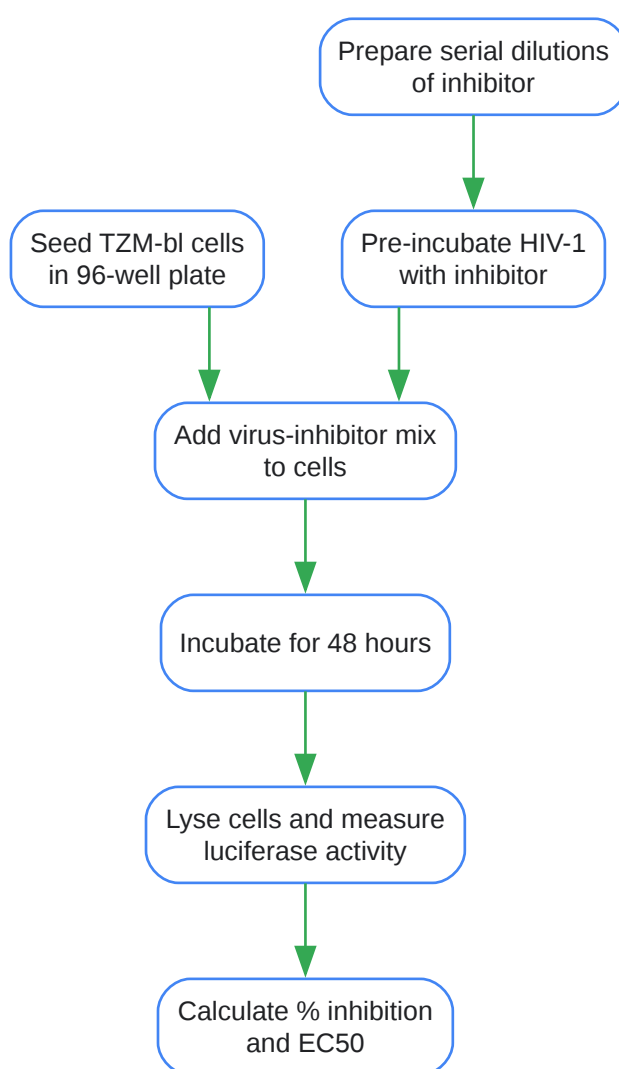 Prepare serial dilutions
of inhibitor
Seed TZM-bl cells
in 96-well plate
Pre-incubate HIV-1
with inhibitor
Add virus-inhibitor mix
to cells
Incubate for 48 hours
Lyse cells and measure
luciferase activity
Calculate % inhibition
and EC50